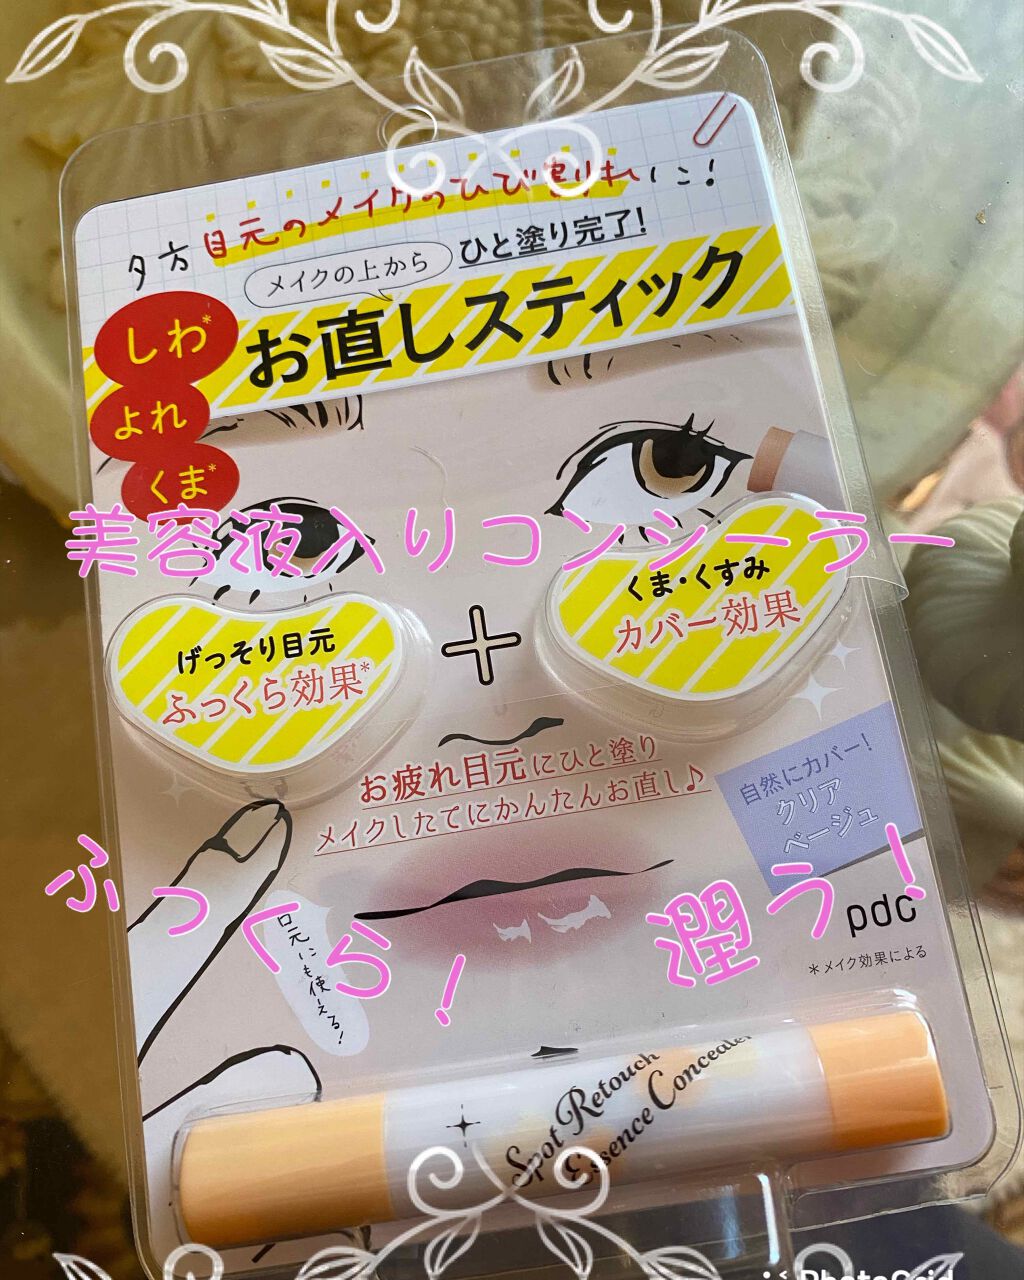 夕方 目元のメイクのひび割れに!
メイクの上から
ひと塗り完了!
お直しスティック
しわ*
よれ
くま*
美容液入りコンシーラー
げっそり目元
ふっくら効果*
+
くま・くすみ
カバー効果
お疲れ目元にひと塗り
メイクしたてにかんたんお直し♪
自然にカバー!
クリア
ベージュ
ふっくら! 潤う!
口元にも使える!
pdc
*メイク効果による
Spot Retouch
Essence Concealer